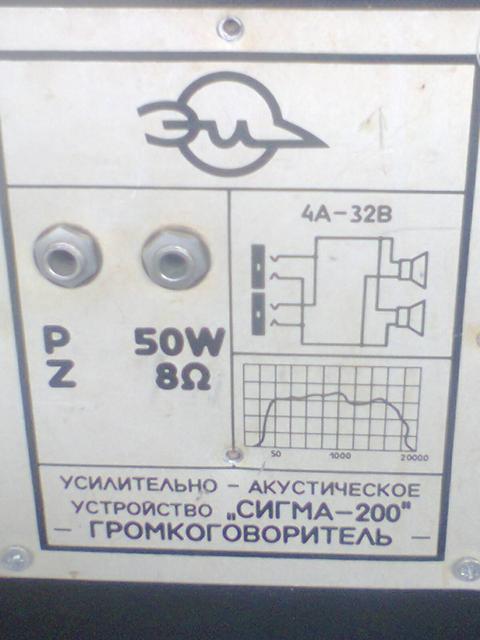 ЭИ
4А-32В
P 50W
Z 8Ω
50 1000 20000
УСИЛИТЕЛЬНО - АКУСТИЧЕСКОЕ
УСТРОЙСТВО „СИГМА-200"
- ГРОМКОГОВОРИТЕЛЬ -